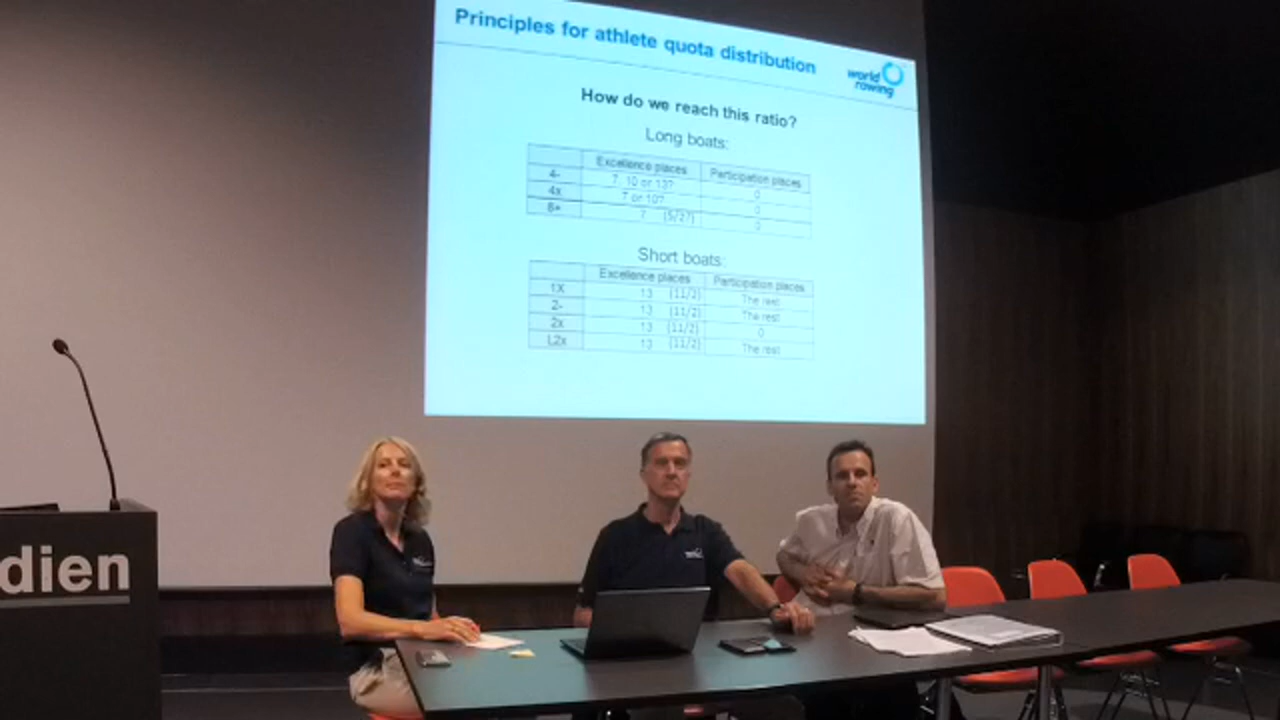 Principles for athlete quota distribution
world
rowing
How do we reach this ratio?
Long boats:
Excellence places Participation places
4- 7 10 or 13? 0
4x 7 or 10? 0
8+ 7 (5/2?) 0
Short boats:
Excellence places Participation places
1X 13 (11/2) The rest
2- 13 (11/2) The rest
2x 13 (11/2) 0
L2x 13 (11/2) The rest
dien